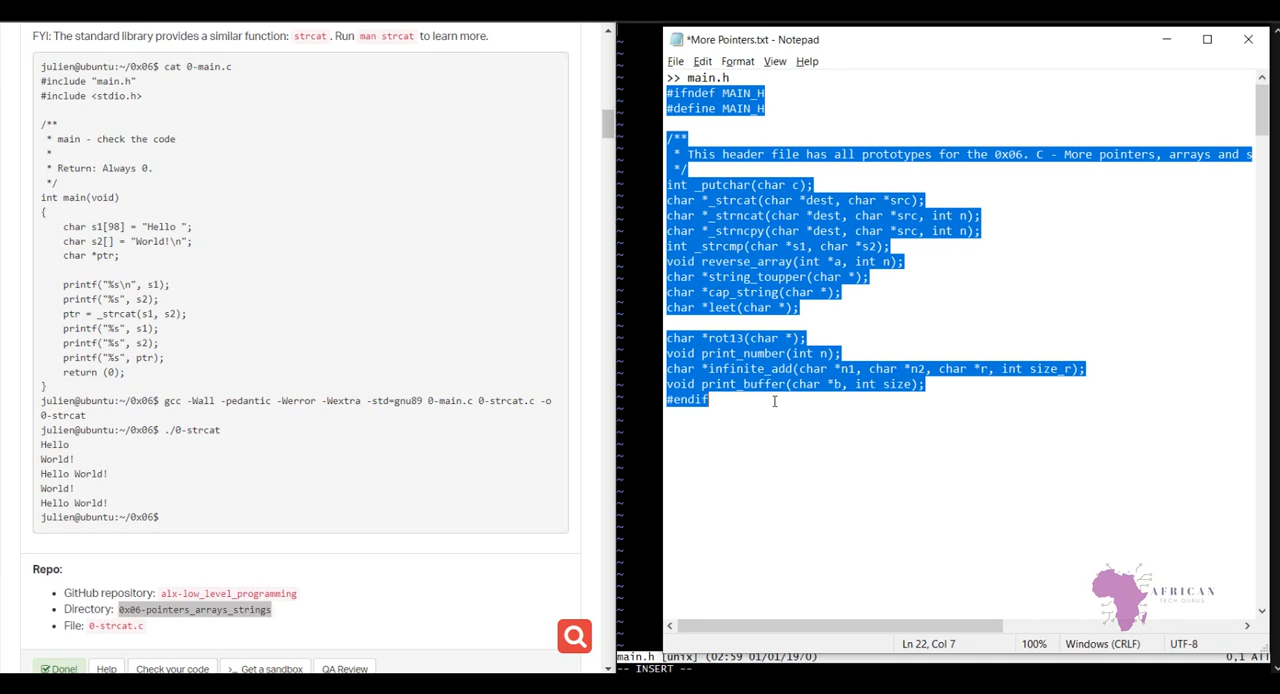 FYI: The standard library provides a similar function: strcat. Run man strcat to learn more.
julien@ubuntu:~/0x06$ cat 0-main.c
#include "main.h"
#include <stdio.h>
/**
 * main - check the code
 *
 * Return: Always 0.
 */
int main(void)
{
    char s1[98] = "Hello ";
    char s2[] = "World!\n";
    char *ptr;
    printf("%s\n", s1);
    printf("%s", s2);
    ptr = _strcat(s1, s2);
    printf("%s", s1);
    printf("%s", s2);
    printf("%s", ptr);
    return (0);
}
julien@ubuntu:~/0x06$ gcc -Wall -pedantic -Werror -Wextra -std=gnu89 0-main.c 0-strcat.c -o
0-strcat
julien@ubuntu:~/0x06$ ./0-strcat
Hello
World!
Hello World!
World!
Hello World!
julien@ubuntu:~/0x06$
Repo:
GitHub repository: alx-low_level_programming
Directory: 0x06-pointers_arrays_strings
File: 0-strcat.c
Done! Help Check your code >_ Get a sandbox QA Review
*More Pointers.txt - Notepad
File Edit Format View Help
>> main.h
#ifndef MAIN_H
#define MAIN_H
/**
 * This header file has all prototypes for the 0x06. C - More pointers, arrays and s
 */
int _putchar(char c);
char *_strcat(char *dest, char *src);
char *_strncat(char *dest, char *src, int n);
char *_strncpy(char *dest, char *src, int n);
int _strcmp(char *s1, char *s2);
void reverse_array(int *a, int n);
char *string_toupper(char *);
char *cap_string(char *);
char *leet(char *);
char *rot13(char *);
void print_number(int n);
char *infinite_add(char *n1, char *n2, char *r, int size_r);
void print_buffer(char *b, int size);
#endif
AFRICAN
TECH GURUS
Ln 22, Col 7 100% Windows (CRLF) UTF-8
main.h [unix] (02:59 01/01/19/0) 0,1 All
-- INSERT --